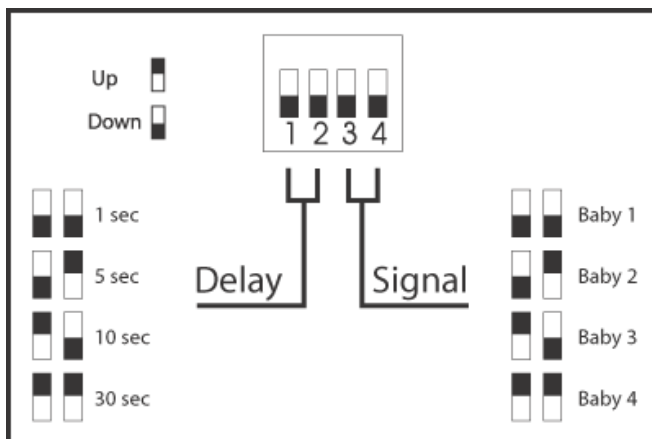 Up
Down
1 2 3 4
1 sec
5 sec
10 sec
30 sec
Delay
Signal
Baby 1
Baby 2
Baby 3
Baby 4